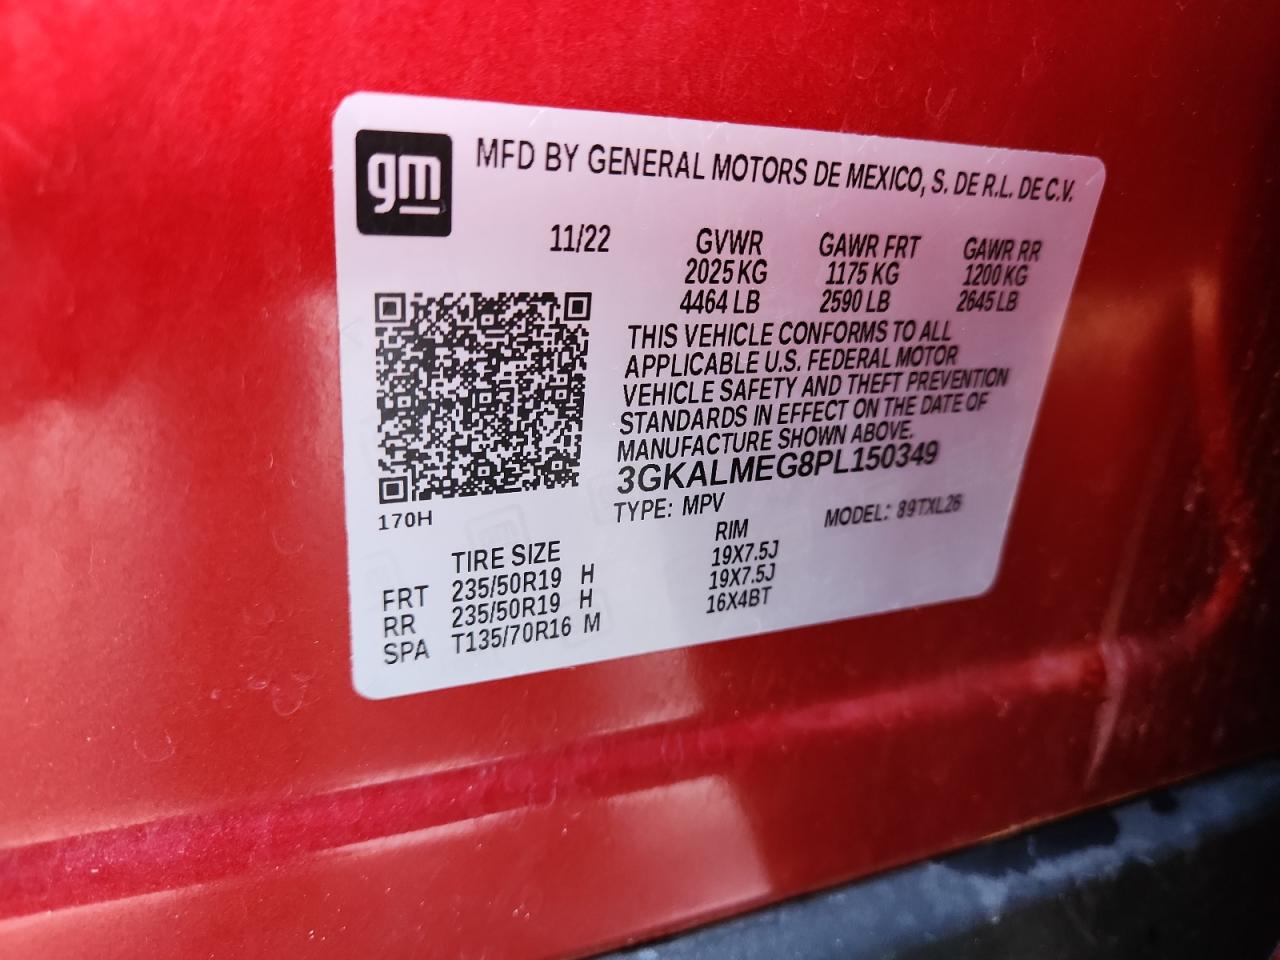 gm
MFD BY GENERAL MOTORS DE MEXICO, S. DE R.L. DE C.V.
11/22 GVWR GAWR FRT GAWR RR
2025 KG 1175 KG 1200 KG
4464 LB 2590 LB 2645 LB
THIS VEHICLE CONFORMS TO ALL
APPLICABLE U.S. FEDERAL MOTOR
VEHICLE SAFETY AND THEFT PREVENTION
STANDARDS IN EFFECT ON THE DATE OF
MANUFACTURE SHOWN ABOVE.
3GKALMEG8PL150349
TYPE: MPV MODEL: 89TXL26
170H
TIRE SIZE RIM
FRT 235/50R19 H 19X7.5J
RR 235/50R19 H 19X7.5J
SPA T135/70R16 M 16X4BT